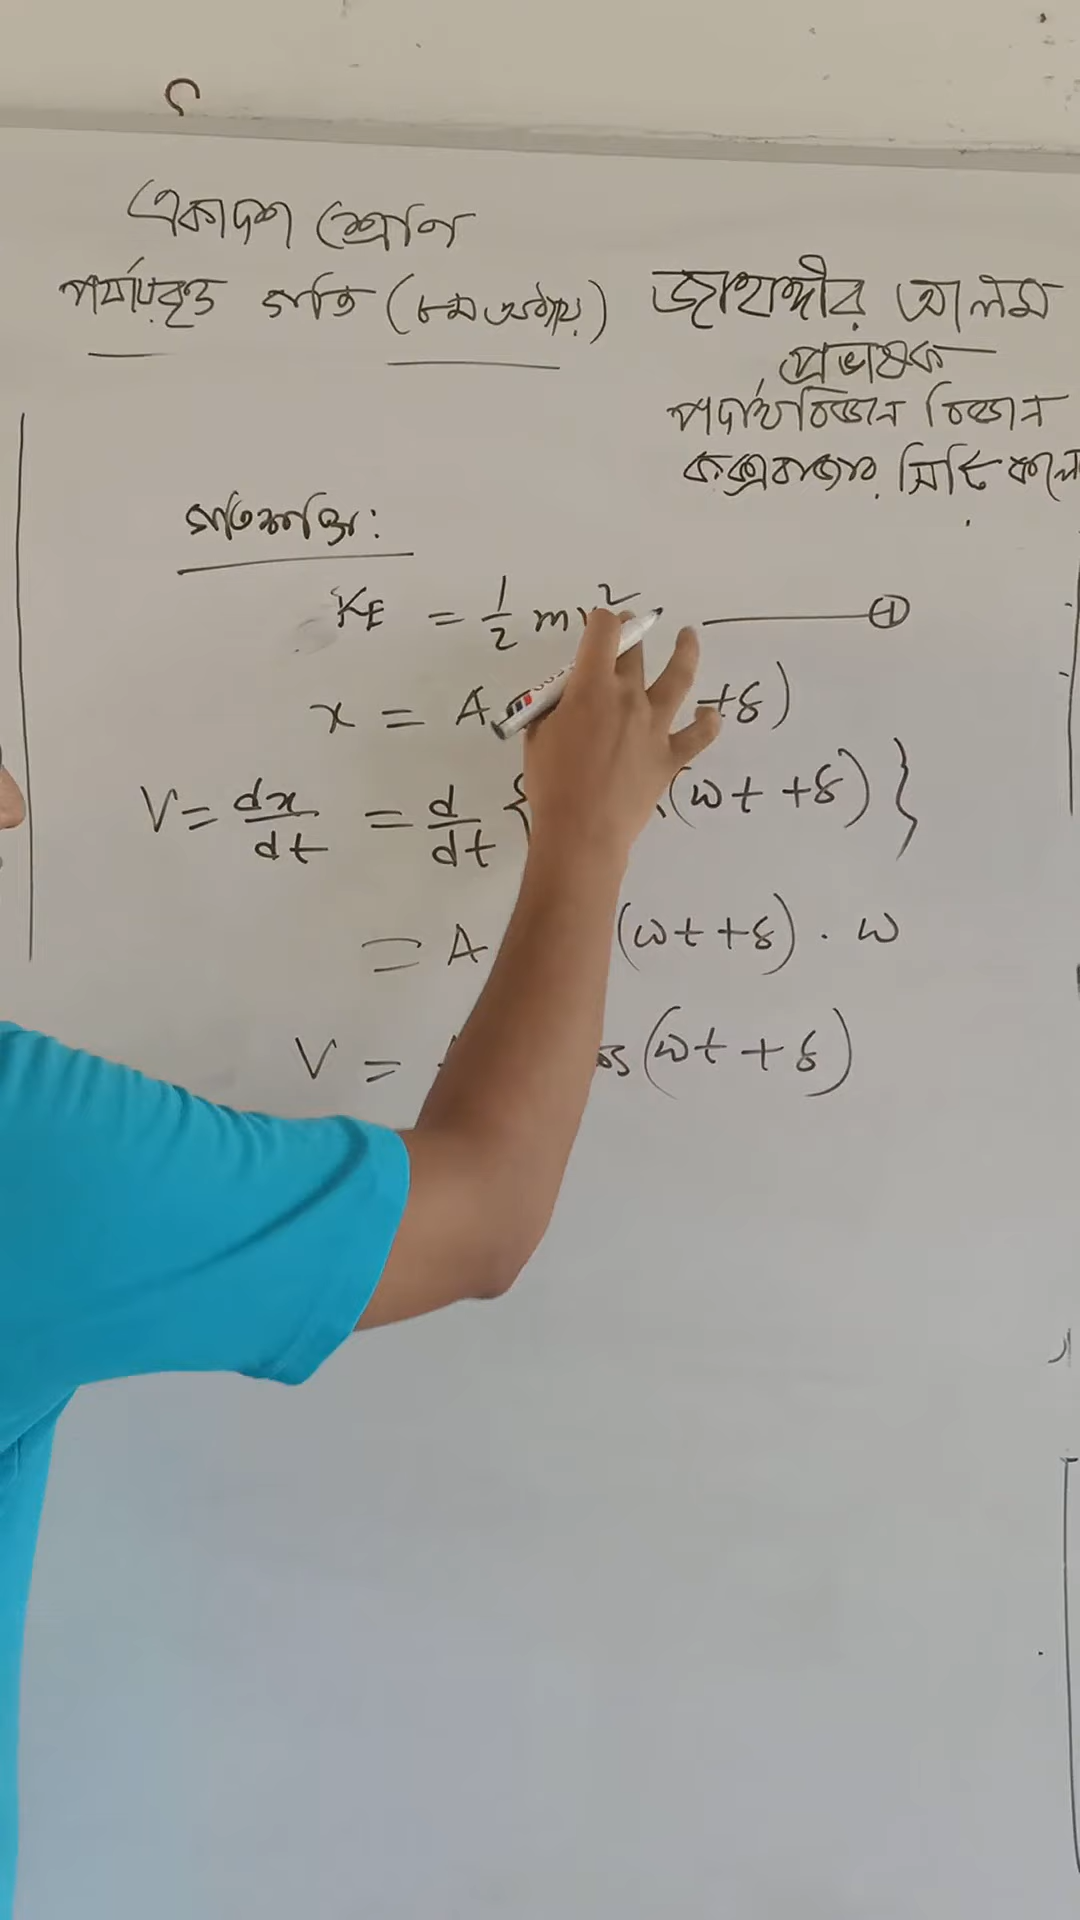 একাদশ শ্রেণি
পর্যাবৃত্ত গতি (৮ম অধ্যায়)
জাহাঙ্গীর আলম
প্রভাষক
পদার্থবিজ্ঞান বিভাগ
কক্সবাজার সিটি কলে
গতিশক্তি:
KE = 1/2 mv² ——— ①
x = A +δ)
V = dx/dt = d/dt { (ωt +δ) }
= A (ωt +δ) . ω
V = os (ωt + δ)